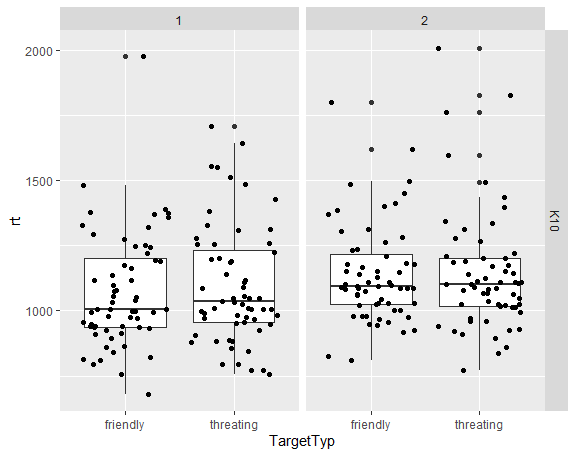 1 2
2000
1500
1000
rt
K10
friendly threating friendly threating
TargetTyp